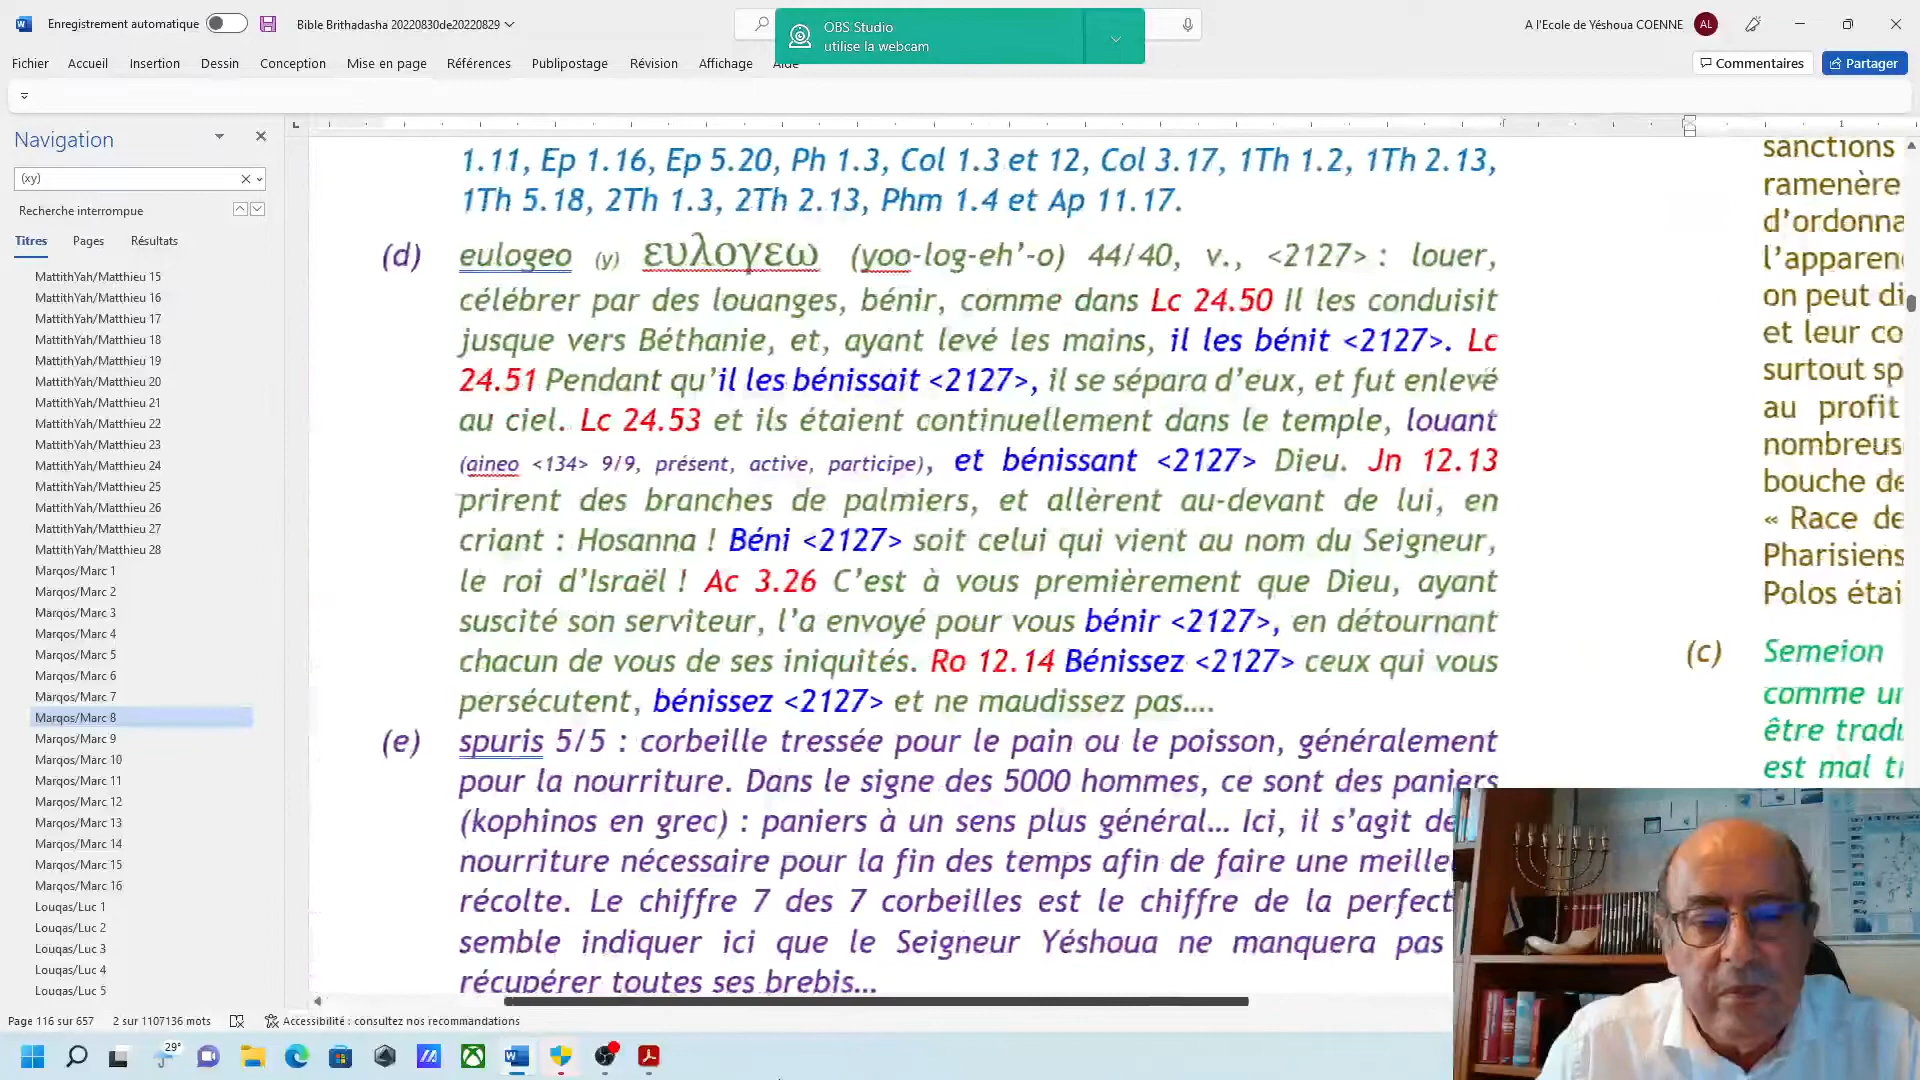 Enregistrement automatique
Bible Brithadasha 20220830de20220829
OBS Studio
utilise la webcam
A l'Ecole de Yéshoua COENNE
AL
Fichier Accueil Insertion Dessin Conception Mise en page Références Publipostage Révision Affichage Aide
Commentaires
Partager
Navigation
(xy)
Recherche interrompue
Titres Pages Résultats
MattithYah/Matthieu 15
MattithYah/Matthieu 16
MattithYah/Matthieu 17
MattithYah/Matthieu 18
MattithYah/Matthieu 19
MattithYah/Matthieu 20
MattithYah/Matthieu 21
MattithYah/Matthieu 22
MattithYah/Matthieu 23
MattithYah/Matthieu 24
MattithYah/Matthieu 25
MattithYah/Matthieu 26
MattithYah/Matthieu 27
MattithYah/Matthieu 28
Marqos/Marc 1
Marqos/Marc 2
Marqos/Marc 3
Marqos/Marc 4
Marqos/Marc 5
Marqos/Marc 6
Marqos/Marc 7
Marqos/Marc 8
Marqos/Marc 9
Marqos/Marc 10
Marqos/Marc 11
Marqos/Marc 12
Marqos/Marc 13
Marqos/Marc 14
Marqos/Marc 15
Marqos/Marc 16
Louqas/Luc 1
Louqas/Luc 2
Louqas/Luc 3
Louqas/Luc 4
Louqas/Luc 5
1.11, Ep 1.16, Ep 5.20, Ph 1.3, Col 1.3 et 12, Col 3.17, 1Th 1.2, 1Th 2.13,
1Th 5.18, 2Th 1.3, 2Th 2.13, Phm 1.4 et Ap 11.17.
(d) eulogeo (y) ευλογεω (yoo-log-eh’-o) 44/40, v., <2127> : louer,
célébrer par des louanges, bénir, comme dans Lc 24.50 Il les conduisit
jusque vers Béthanie, et, ayant levé les mains, il les bénit <2127>. Lc
24.51 Pendant qu’il les bénissait <2127>, il se sépara d’eux, et fut enlevé
au ciel. Lc 24.53 et ils étaient continuellement dans le temple, louant
(aineo <134> 9/9, présent, active, participe), et bénissant <2127> Dieu. Jn 12.13
prirent des branches de palmiers, et allèrent au-devant de lui, en
criant : Hosanna ! Béni <2127> soit celui qui vient au nom du Seigneur,
le roi d’Israël ! Ac 3.26 C’est à vous premièrement que Dieu, ayant
suscité son serviteur, l’a envoyé pour vous bénir <2127>, en détournant
chacun de vous de ses iniquités. Ro 12.14 Bénissez <2127> ceux qui vous
persécutent, bénissez <2127> et ne maudissez pas….
(e) spuris 5/5 : corbeille tressée pour le pain ou le poisson, généralement
pour la nourriture. Dans le signe des 5000 hommes, ce sont des paniers
(kophinos en grec) : paniers à un sens plus général… Ici, il s’agit de
nourriture nécessaire pour la fin des temps afin de faire une meille
récolte. Le chiffre 7 des 7 corbeilles est le chiffre de la perfect
semble indiquer ici que le Seigneur Yéshoua ne manquera pas
récupérer toutes ses brebis…
sanctions
ramenère
d’ordonna
l’apparen
on peut di
et leur co
surtout sp
au profit
nombreus
bouche de
« Race de
Pharisiens
Polos étai
(c) Semeion
comme u
être tradu
est mal t
1
Page 116 sur 657 2 sur 1107136 mots Accessibilité : consultez nos recommandations
29°